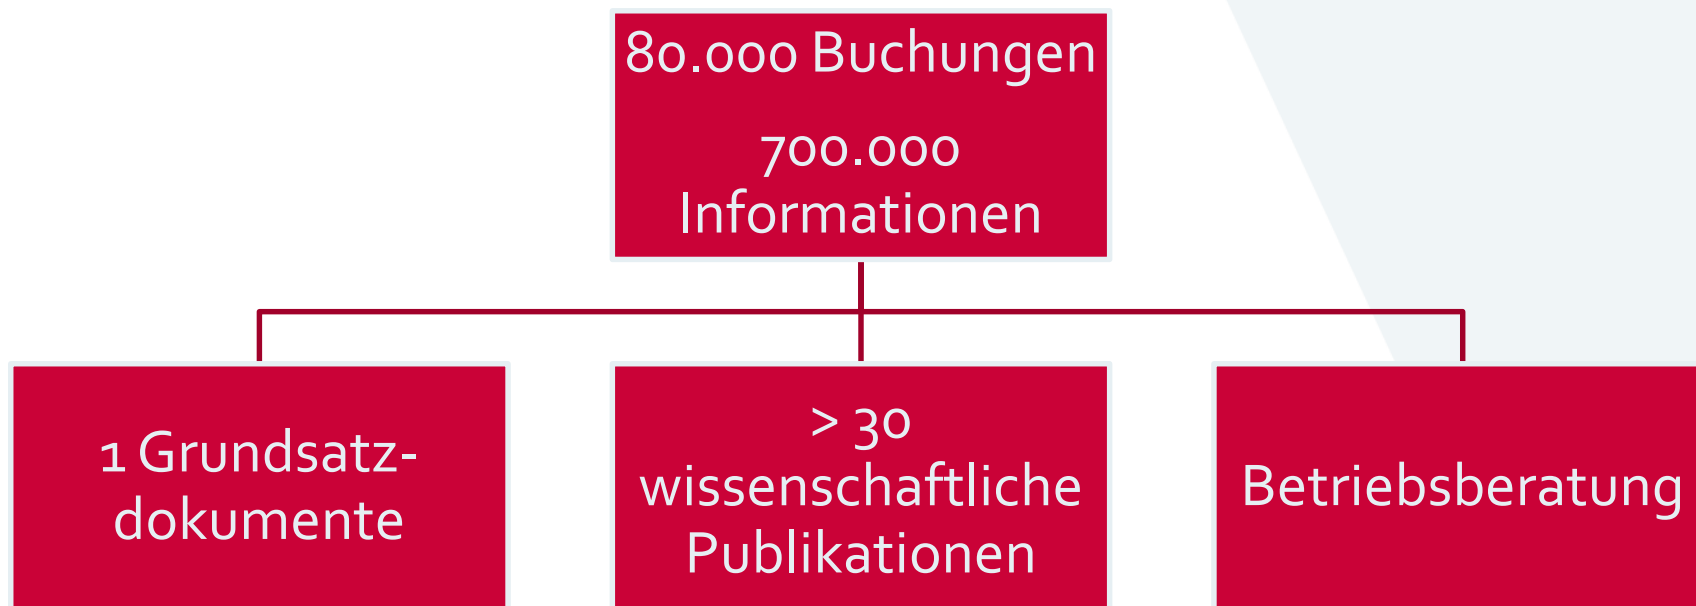 80.000 Buchungen
700.000
Informationen
1 Grundsatz-
dokumente
> 30
wissenschaftliche
Publikationen
Betriebsberatung